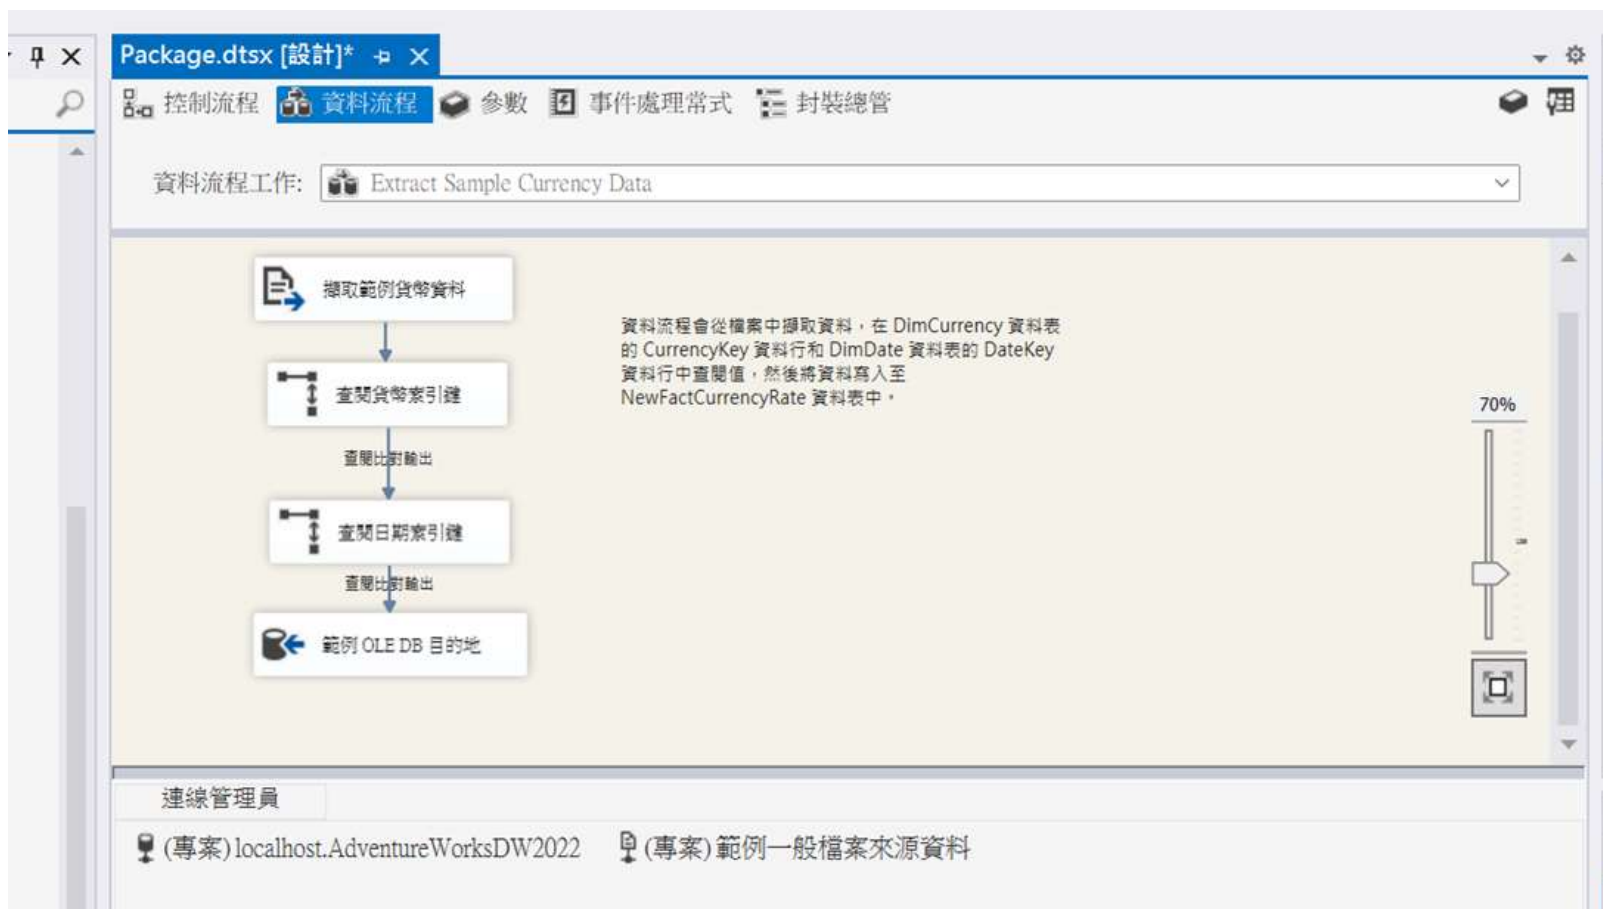 Package.dtsx [設計]*
控制流程 資料流程 參數 事件處理常式 封裝總管
資料流程工作: Extract Sample Currency Data
擷取範例貨幣資料
資料流程會從檔案中擷取資料，在 DimCurrency 資料表
的 CurrencyKey 資料行和 DimDate 資料表的 DateKey
資料行中查閱值，然後將資料寫入至
NewFactCurrencyRate 資料表中。
查閱貨幣索引鍵
70%
查閱比對輸出
查閱日期索引鍵
查閱比對輸出
範例 OLE DB 目的地
連線管理員
(專案) localhost.AdventureWorksDW2022 (專案) 範例一般檔案來源資料